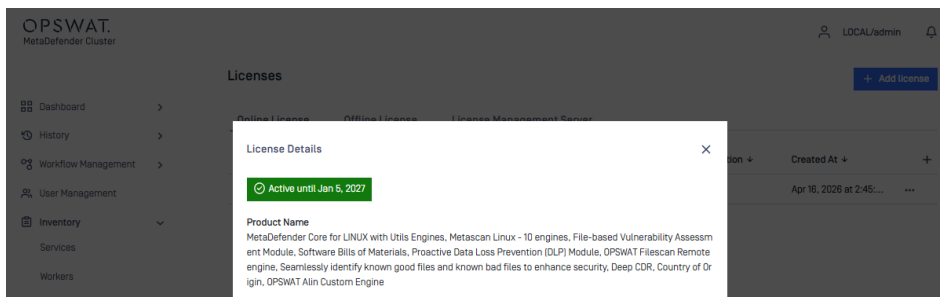 OPSWAT.
MetaDefender Cluster
LOCAL/admin
Licenses
+ Add license
Dashboard
History
Workflow Management
User Management
Inventory
Services
Workers
Online License
Offline License
License Management Server
Created At
Apr 16, 2026 at 2:45:...
License Details
Active until Jan 5, 2027
Product Name
MetaDefender Core for LINUX with Utils Engines, Metascan Linux - 10 engines, File-based Vulnerability Assessm
ent Module, Software Bills of Materials, Proactive Data Loss Prevention (DLP) Module, OPSWAT Filescan Remote
engine, Seamlessly identify known good files and known bad files to enhance security, Deep CDR, Country of Or
igin, OPSWAT Alin Custom Engine